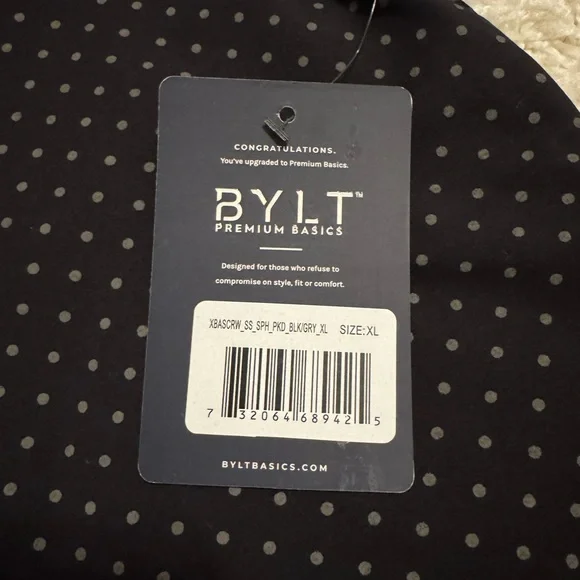 CONGRATULATIONS.
You've upgraded to Premium Basics.
BYLT™
PREMIUM BASICS
Designed for those who refuse to
compromise on style, fit or comfort.
XBASCRW_SS_SPH_PKD_BLK/GRY_XL SIZE:XL
7 32064 68942 5
BYLTBASICS.COM